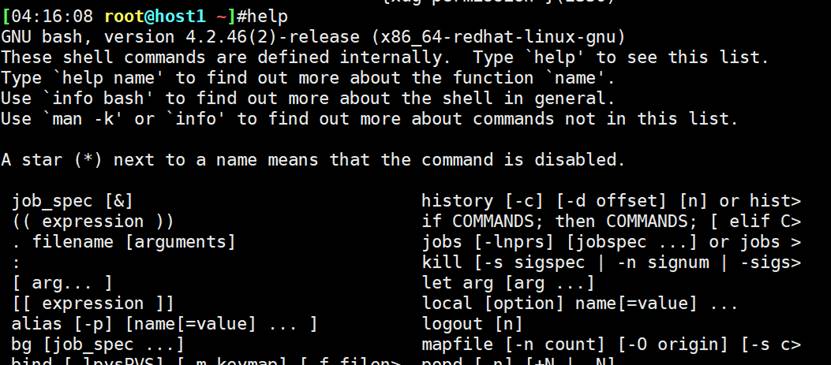 [04:16:08 root@host1 ~]#help
GNU bash, version 4.2.46(2)-release (x86_64-redhat-linux-gnu)
These shell commands are defined internally.  Type `help' to see this list.
Type `help name' to find out more about the function `name'.
Use `info bash' to find out more about the shell in general.
Use `man -k' or `info' to find out more about commands not in this list.

A star (*) next to a name means that the command is disabled.

 job_spec [&]                            history [-c] [-d offset] [n] or hist>
 (( expression ))                        if COMMANDS; then COMMANDS; [ elif C>
 . filename [arguments]                  jobs [-lnprs] [jobspec ...] or jobs >
 :                                       kill [-s sigspec | -n signum | -sigs>
 [ arg... ]                              let arg [arg ...]
 [[ expression ]]                        local [option] name[=value] ...
 alias [-p] [name[=value] ... ]          logout [n]
 bg [job_spec ...]                       mapfile [-n count] [-O origin] [-s c>
 bind [-lpvsPVS] [-m keymap] [-f filen>  popd [-n] [+N | -N]